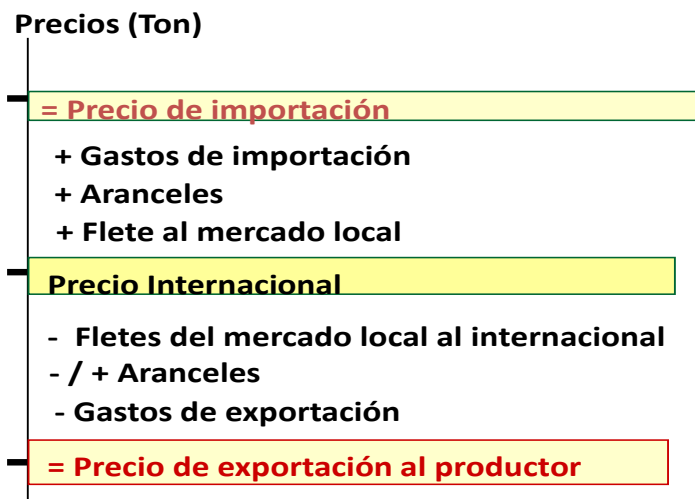 Precios (Ton)
= Precio de importación
+ Gastos de importación
+ Aranceles
+ Flete al mercado local
Precio Internacional
- Fletes del mercado local al internacional
- / + Aranceles
- Gastos de exportación
= Precio de exportación al productor